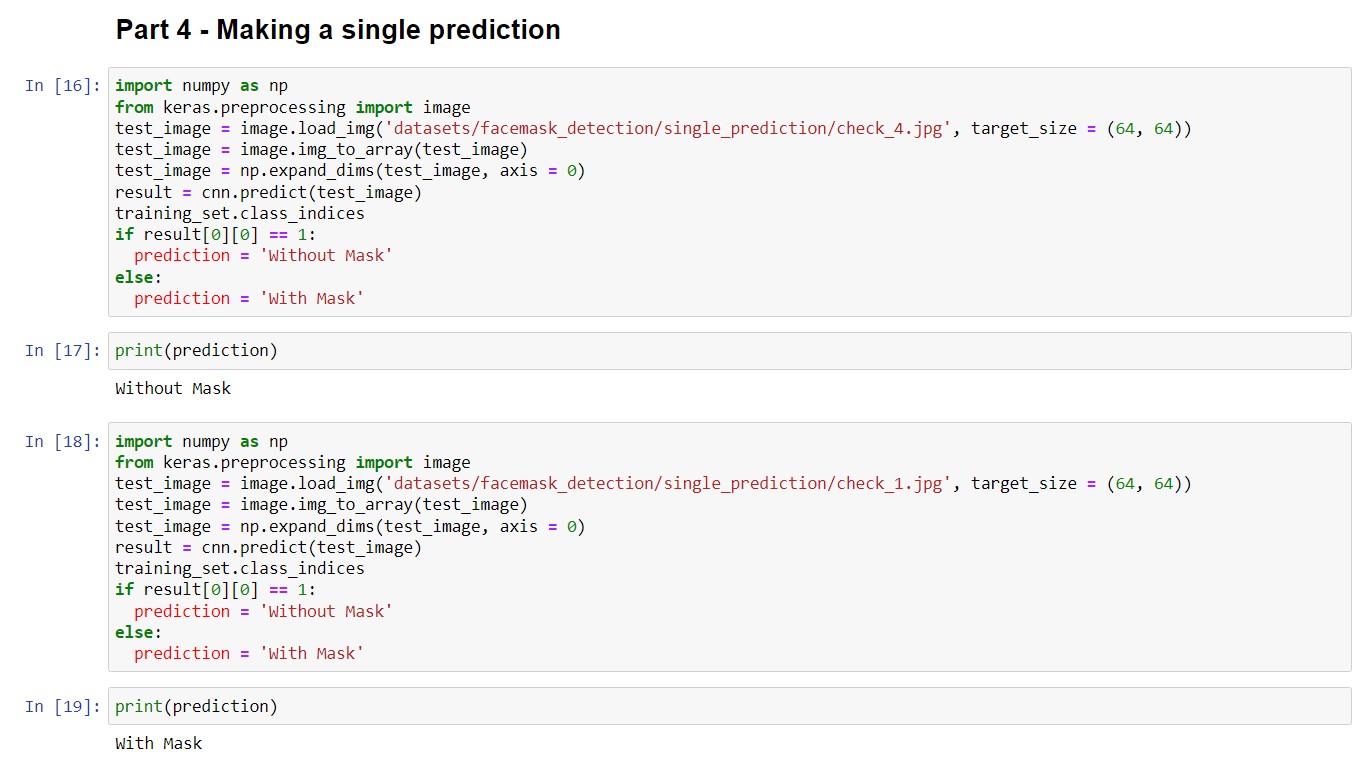 Part 4 - Making a single prediction
In [16]:
import numpy as np
from keras.preprocessing import image
test_image = image.load_img('datasets/facemask_detection/single_prediction/check_4.jpg', target_size = (64, 64))
test_image = image.img_to_array(test_image)
test_image = np.expand_dims(test_image, axis = 0)
result = cnn.predict(test_image)
training_set.class_indices
if result[0][0] == 1:
  prediction = 'Without Mask'
else:
  prediction = 'With Mask'
In [17]:
print(prediction)
Without Mask
In [18]:
import numpy as np
from keras.preprocessing import image
test_image = image.load_img('datasets/facemask_detection/single_prediction/check_1.jpg', target_size = (64, 64))
test_image = image.img_to_array(test_image)
test_image = np.expand_dims(test_image, axis = 0)
result = cnn.predict(test_image)
training_set.class_indices
if result[0][0] == 1:
  prediction = 'Without Mask'
else:
  prediction = 'With Mask'
In [19]:
print(prediction)
With Mask